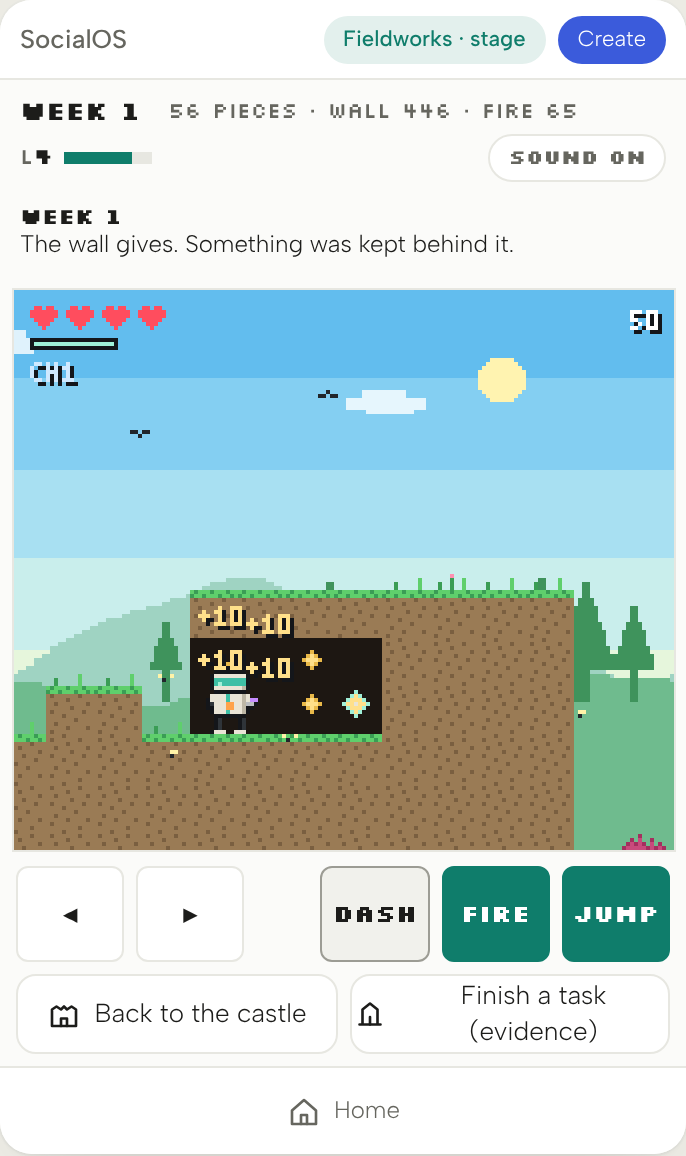 SocialOS
Fieldworks · stage
Create
WEEK 1
56 PIECES · WALL 446 · FIRE 65
L4
SOUND ON
WEEK 1
The wall gives. Something was kept behind it.
50
CH1
+10
+10
+10
+10
◄
►
DASH
FIRE
JUMP
Back to the castle
Finish a task
(evidence)
Home